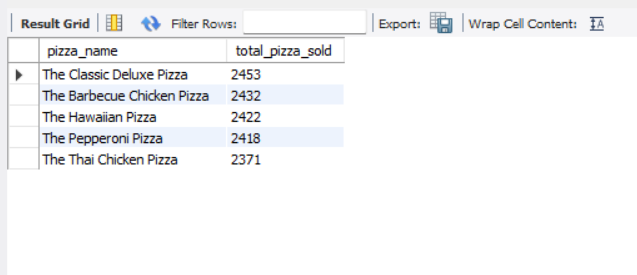 Result Grid Filter Rows: Export: Wrap Cell Content: IA
pizza_name total_pizza_sold
The Classic Deluxe Pizza 2453
The Barbecue Chicken Pizza 2432
The Hawaiian Pizza 2422
The Pepperoni Pizza 2418
The Thai Chicken Pizza 2371